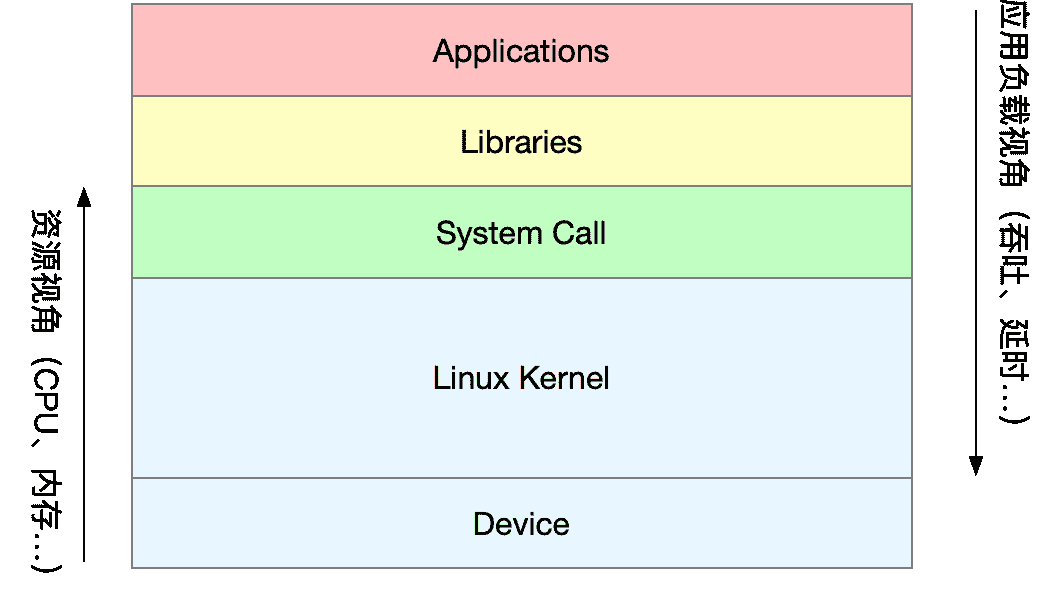 Applications
Libraries
System Call
Linux Kernel
Device
资源视角（CPU、内存...）
应用负载视角（吞吐、延时...）